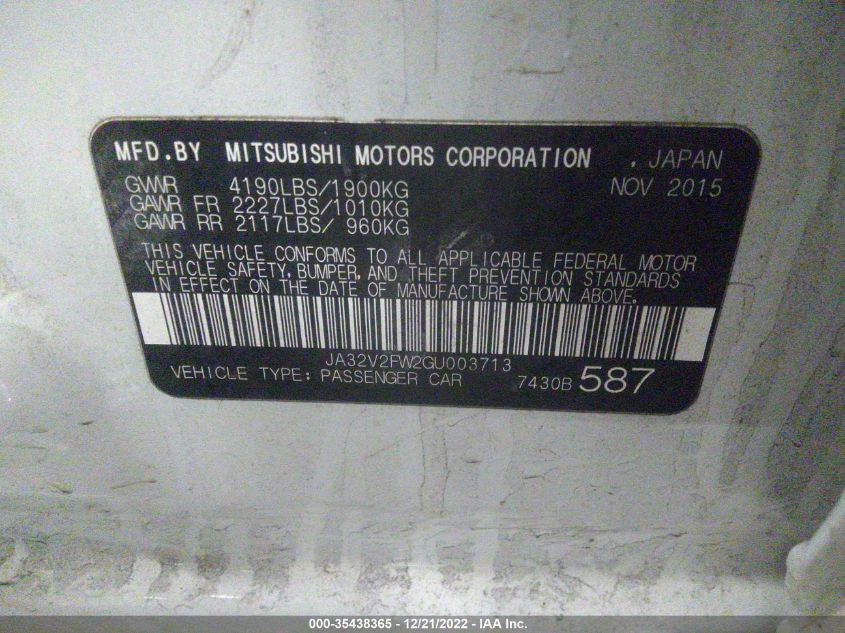 MFD.BY MITSUBISHI MOTORS CORPORATION , JAPAN
GVWR 4190LBS/1900KG NOV 2015
GAWR FR 2227LBS/1010KG
GAWR RR 2117LBS/ 960KG
THIS VEHICLE CONFORMS TO ALL APPLICABLE FEDERAL MOTOR
VEHICLE SAFETY, BUMPER, AND THEFT PREVENTION STANDARDS
IN EFFECT ON THE DATE OF MANUFACTURE SHOWN ABOVE.
JA32V2FW2GU003713
VEHICLE TYPE: PASSENGER CAR 7430B 587
000-35438365 - 12/21/2022 - IAA Inc.